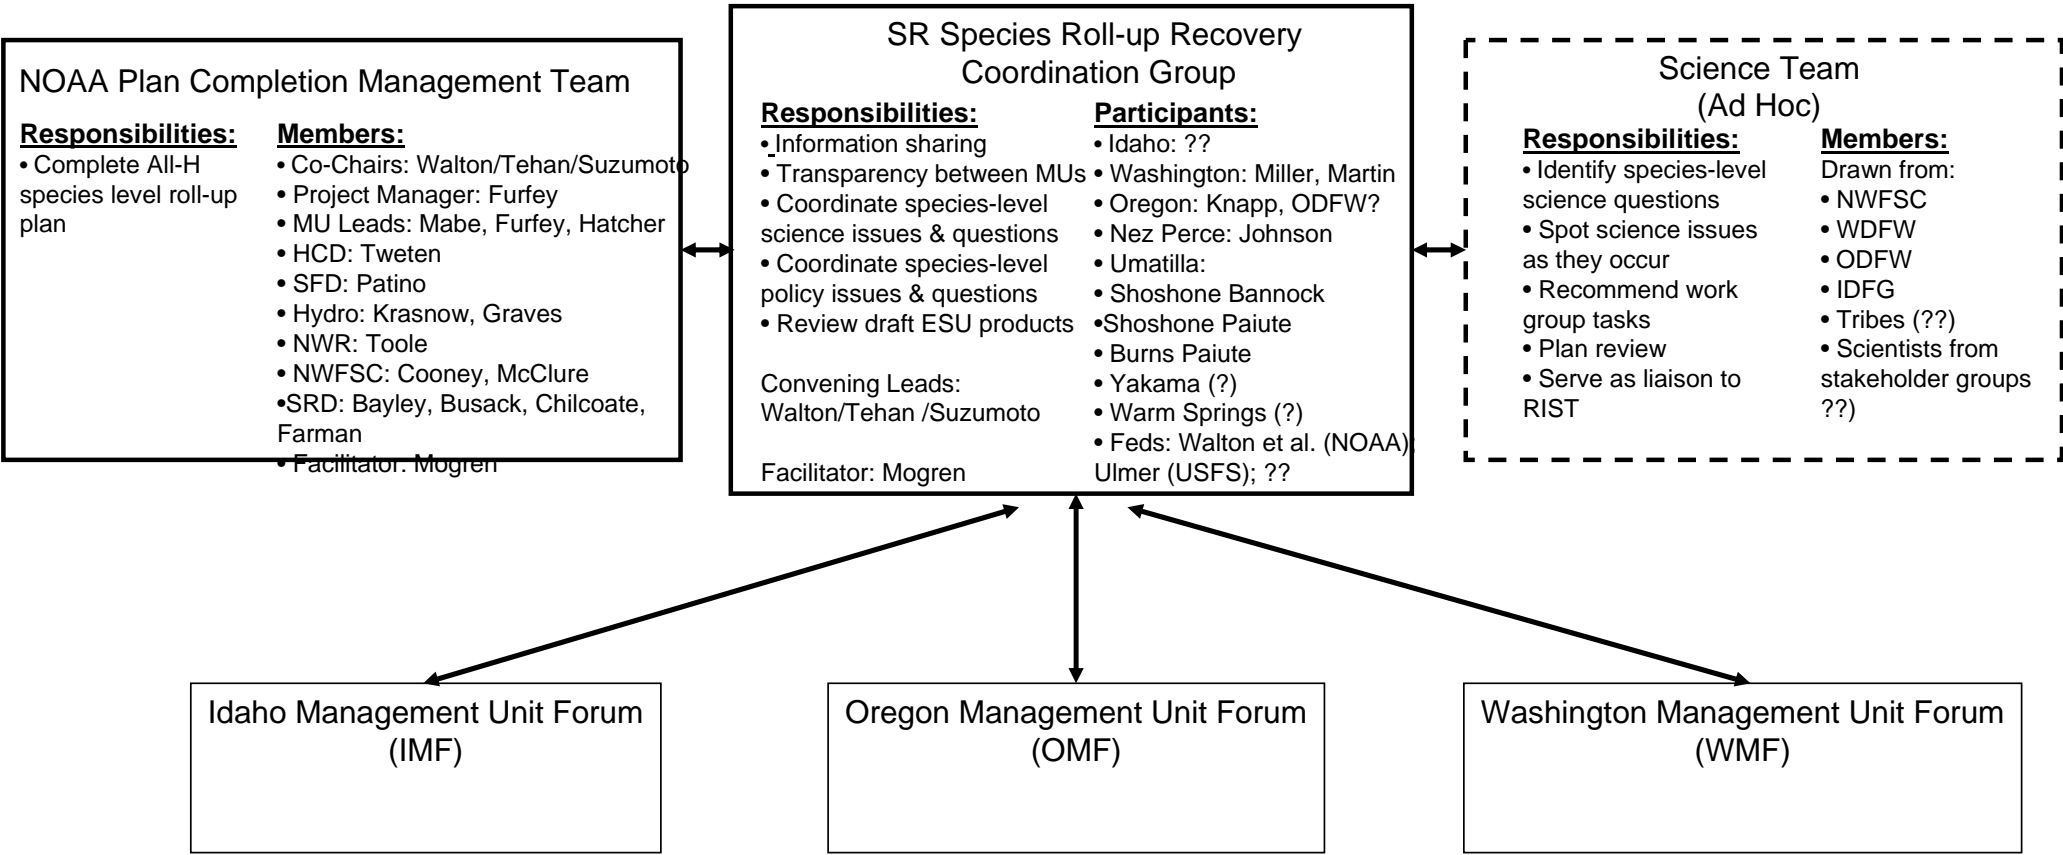 NOAA Plan Completion Management Team
Responsibilities:
• Complete All-H
species level roll-up
plan
Members:
• Co-Chairs: Walton/Tehan/Suzumoto
• Project Manager: Furfey
• MU Leads: Mabe, Furfey, Hatcher
• HCD: Tweten
• SFD: Patino
• Hydro: Krasnow, Graves
• NWR: Toole
• NWFSC: Cooney, McClure
•SRD: Bayley, Busack, Chilcoate,
Farman
• Facilitator: Mogren
SR Species Roll-up Recovery
Coordination Group
Responsibilities:
• Information sharing
• Transparency between MUs
• Coordinate species-level
science issues & questions
• Coordinate species-level
policy issues & questions
• Review draft ESU products
Convening Leads:
Walton/Tehan /Suzumoto
Facilitator: Mogren
Participants:
• Idaho: ??
• Washington: Miller, Martin
• Oregon: Knapp, ODFW?
• Nez Perce: Johnson
• Umatilla:
• Shoshone Bannock
•Shoshone Paiute
• Burns Paiute
• Yakama (?)
• Warm Springs (?)
• Feds: Walton et al. (NOAA);
Ulmer (USFS); ??
Science Team
(Ad Hoc)
Responsibilities:
• Identify species-level
science questions
• Spot science issues
as they occur
• Recommend work
group tasks
• Plan review
• Serve as liaison to
RIST
Members:
Drawn from:
• NWFSC
• WDFW
• ODFW
• IDFG
• Tribes (??)
• Scientists from
stakeholder groups
??)
Idaho Management Unit Forum
(IMF)
Oregon Management Unit Forum
(OMF)
Washington Management Unit Forum
(WMF)